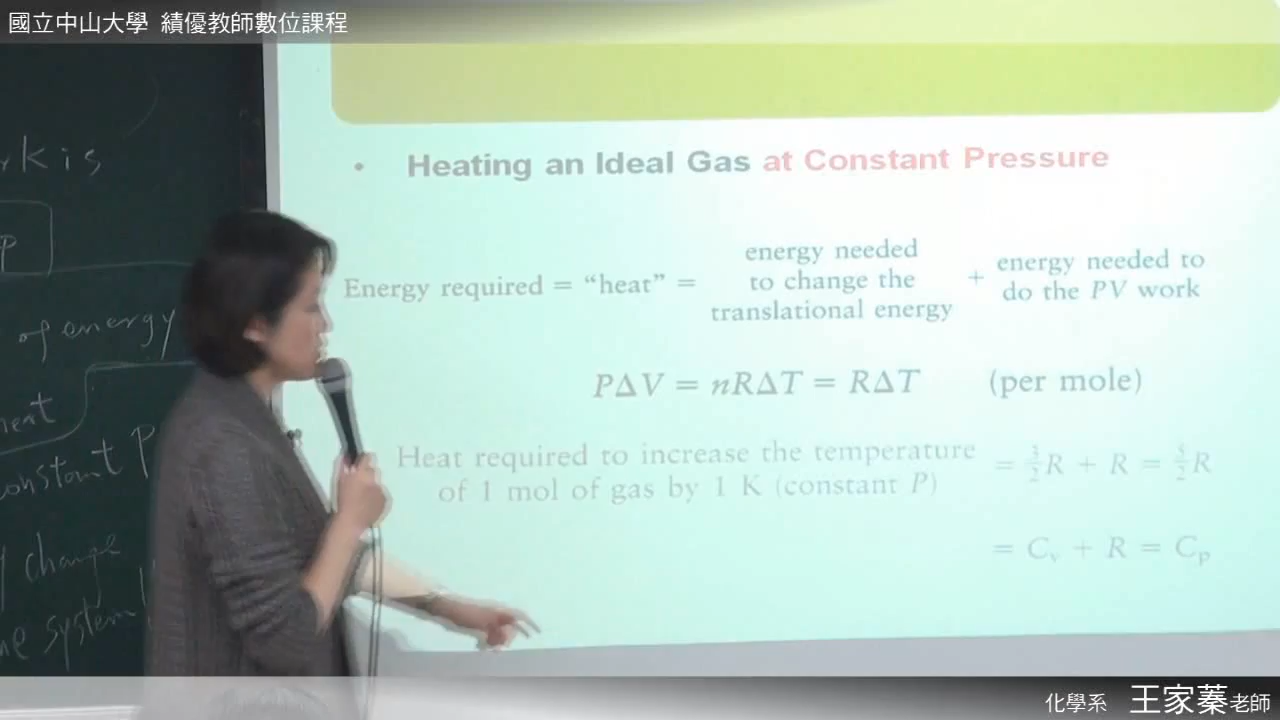 國立中山大學 績優教師數位課程
rk is
P
of energy
heat
constant P
change
he system
• Heating an Ideal Gas at Constant Pressure
Energy required = “heat” = energy needed to change the translational energy + energy needed to do the PV work
PΔV = nRΔT = RΔT (per mole)
Heat required to increase the temperature of 1 mol of gas by 1 K (constant P) = 3/2 R + R = 5/2 R
= Cv + R = Cp
化學系 王家蓁老師